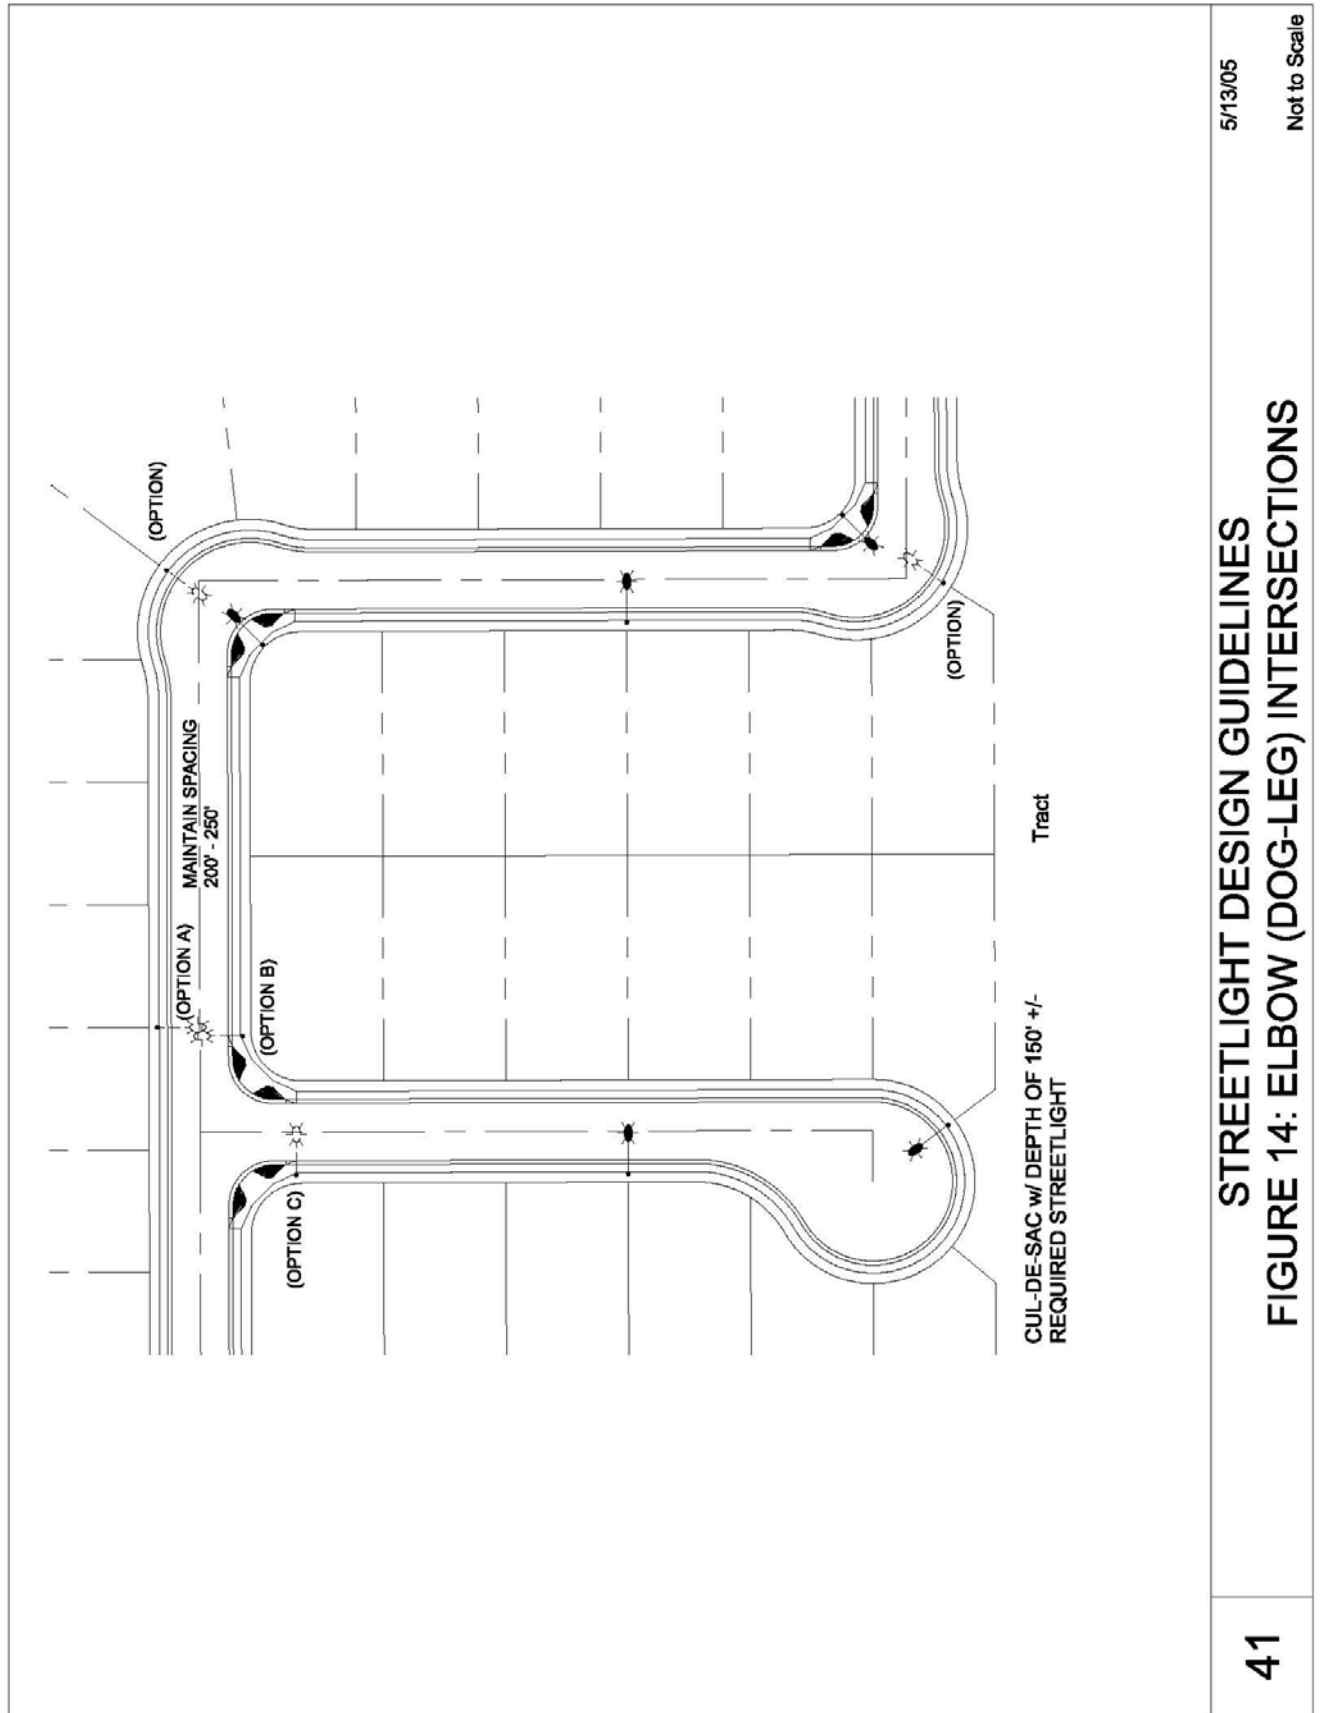 (OPTION)
MAINTAIN SPACING
200' - 250'
(OPTION A)
(OPTION B)
(OPTION C)
(OPTION)
Tract
CUL-DE-SAC w/ DEPTH OF 150' +/-
REQUIRED STREETLIGHT
41
STREETLIGHT DESIGN GUIDELINES
FIGURE 14: ELBOW (DOG-LEG) INTERSECTIONS
5/13/05
Not to Scale